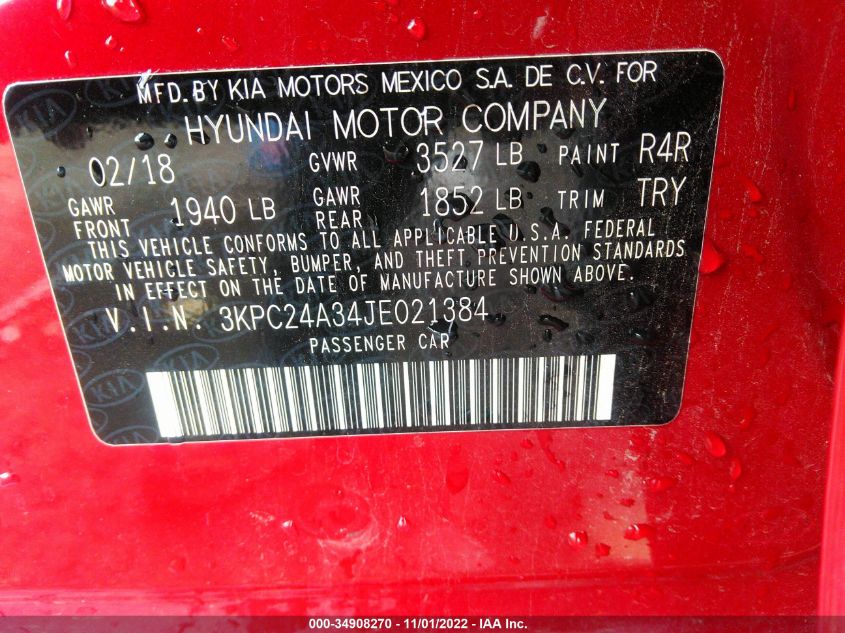 MFD. BY KIA MOTORS MEXICO S.A. DE C.V. FOR
HYUNDAI MOTOR COMPANY
02/18 GVWR 3527 LB PAINT R4R
GAWR FRONT 1940 LB GAWR REAR 1852 LB TRIM TRY
THIS VEHICLE CONFORMS TO ALL APPLICABLE U.S.A. FEDERAL
MOTOR VEHICLE SAFETY, BUMPER, AND THEFT PREVENTION STANDARDS
IN EFFECT ON THE DATE OF MANUFACTURE SHOWN ABOVE.
V.I.N. 3KPC24A34JE021384
PASSENGER CAR
KIA
000-34908270 - 11/01/2022 - IAA Inc.